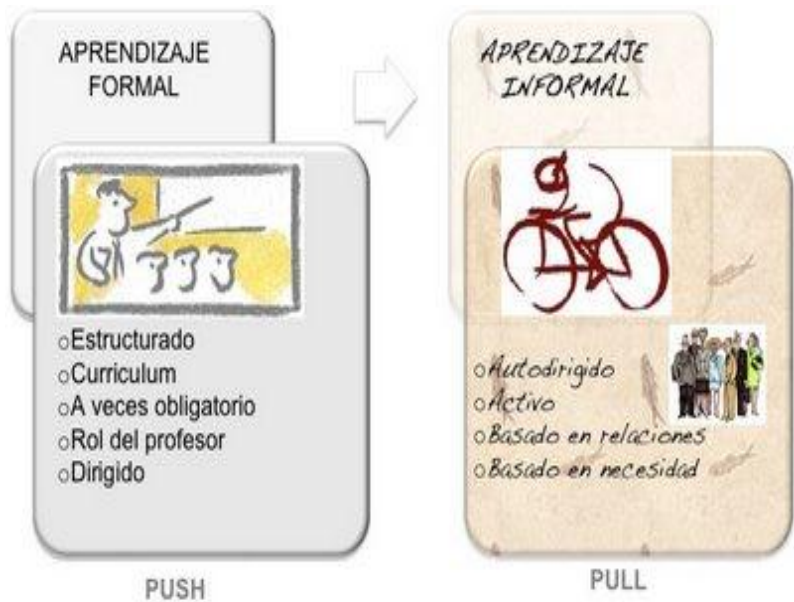 APRENDIZAJE
FORMAL
○Estructurado
○Curriculum
○A veces obligatorio
○Rol del profesor
○Dirigido
PUSH
APRENDIZAJE
INFORMAL
○Autodirigido
○Activo
○Basado en relaciones
○Basado en necesidad
PULL